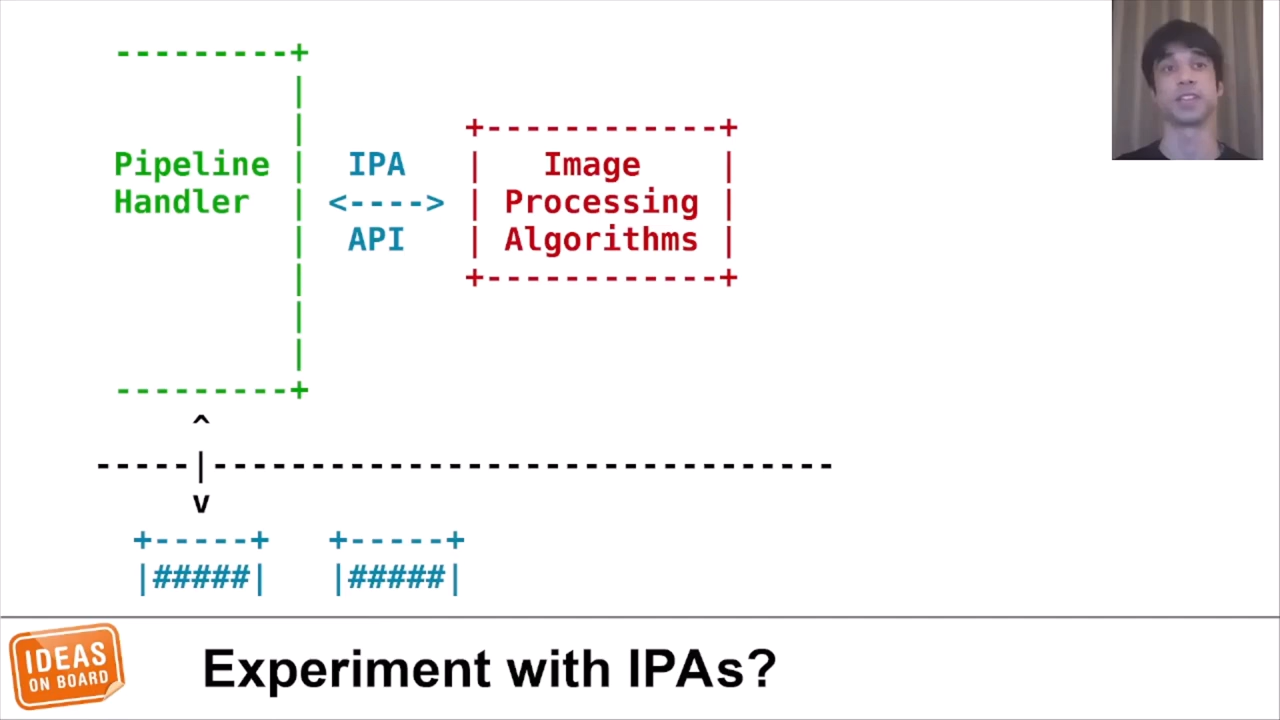 ---------+
|
|
+------------+
Pipeline | IPA | Image |
Handler | <----> | Processing |
| API | Algorithms |
| +------------+
|
|
---------+
^
-----|--------------------------------
v
+-----+ +-----+
|#####| |#####|
IDEAS
ON BOARD
Experiment with IPAs?